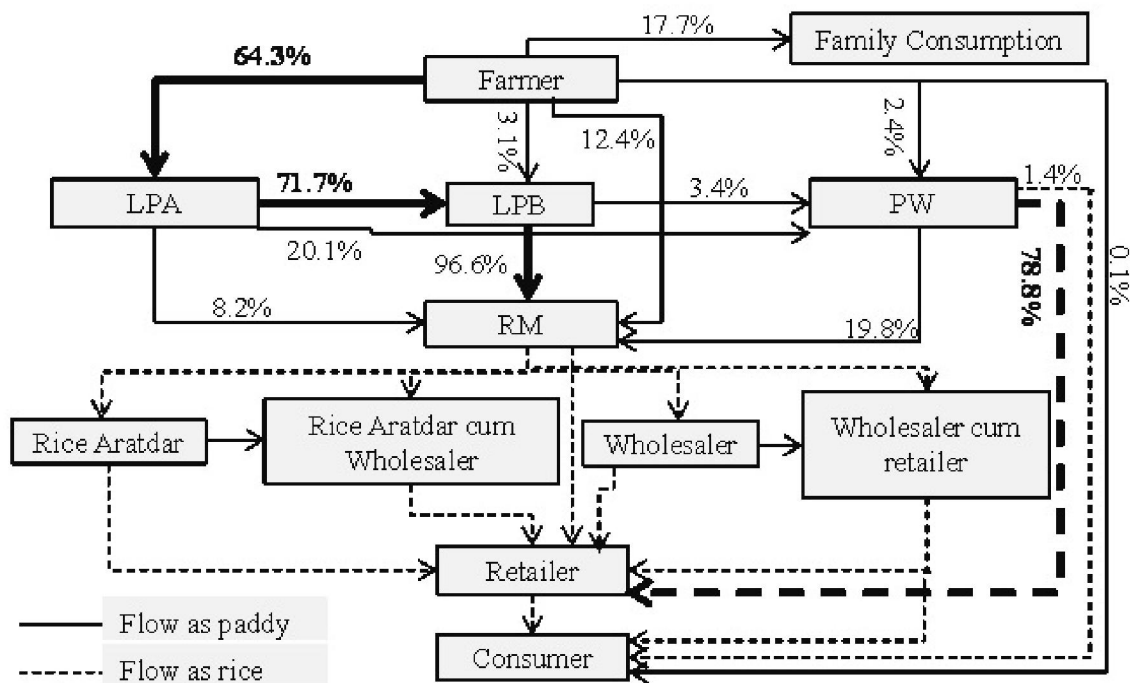 17.7%
Family Consumption
64.3%
Farmer
3.1%
12.4%
2.4%
LPA
71.7%
LPB
3.4%
PW
1.4%
20.1%
96.6%
78.8%
0.1%
8.2%
RM
19.8%
Rice Aratdar
Rice Aratdar cum
Wholesaler
Wholesaler
Wholesaler cum
retailer
Retailer
Flow as paddy
Consumer
Flow as rice